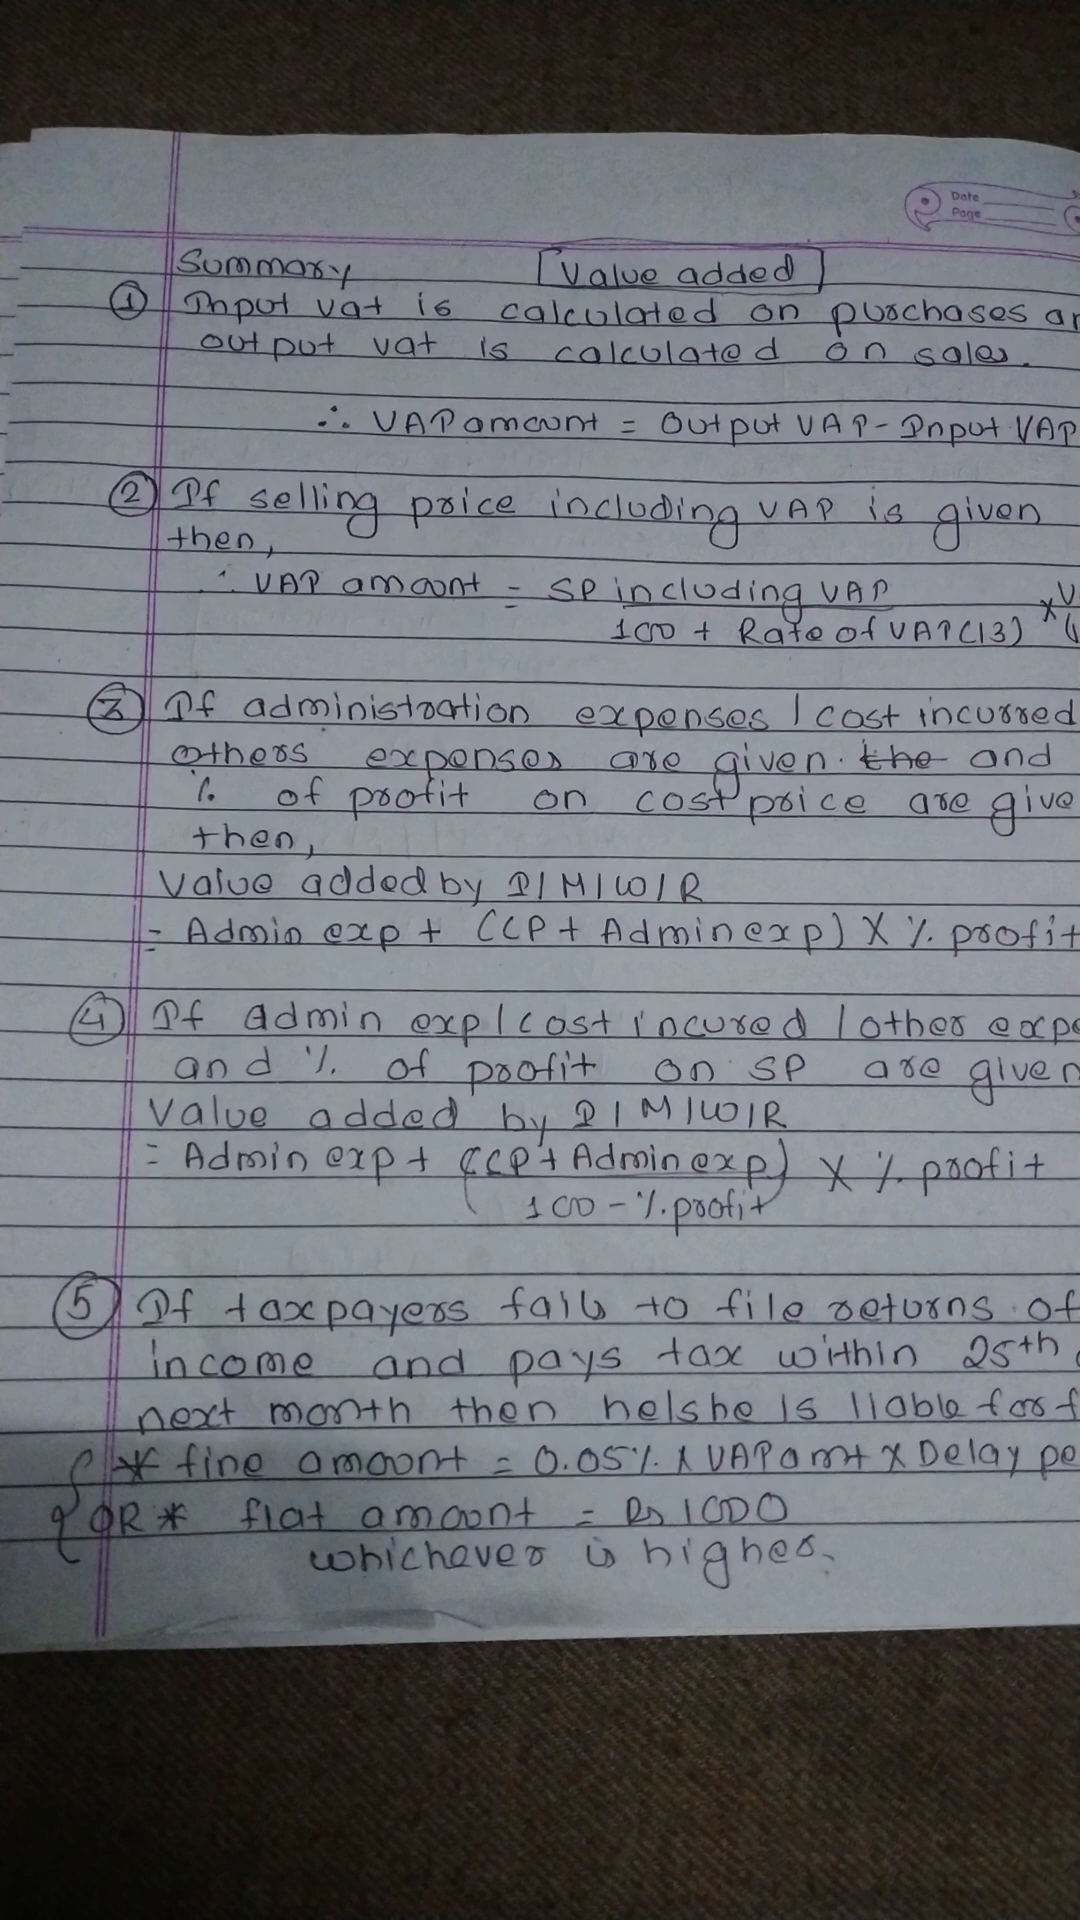 Date
Page
Summary [Value added]
① Input vat is calculated on purchases an
output vat is calculated on sales.
∴ VAT amount = Output VAT - Input VAT
② If selling price including VAT is given
then,
∴ VAT amount = SP including VAT
100 + Rate of VAT (13) × V
③ If administration expenses / cost incurred
others expenses are given. the and
% of profit on cost price are give
then,
Value added by I/M/W/R
= Admin exp + (CP + Admin exp) X % profit
④ If admin exp / cost incured / other expe
and % of profit on SP are given
Value added by I/M/W/R
= Admin exp + (CP + Admin exp) X % profit
100 - % profit
⑤ If taxpayers fails to file returns of
income and pays tax within 25th
next month then he/she is liable for f
* fine amount = 0.05% X VAT amt X Delay pe
OR * flat amount = Rs 1000
whichever is higher.